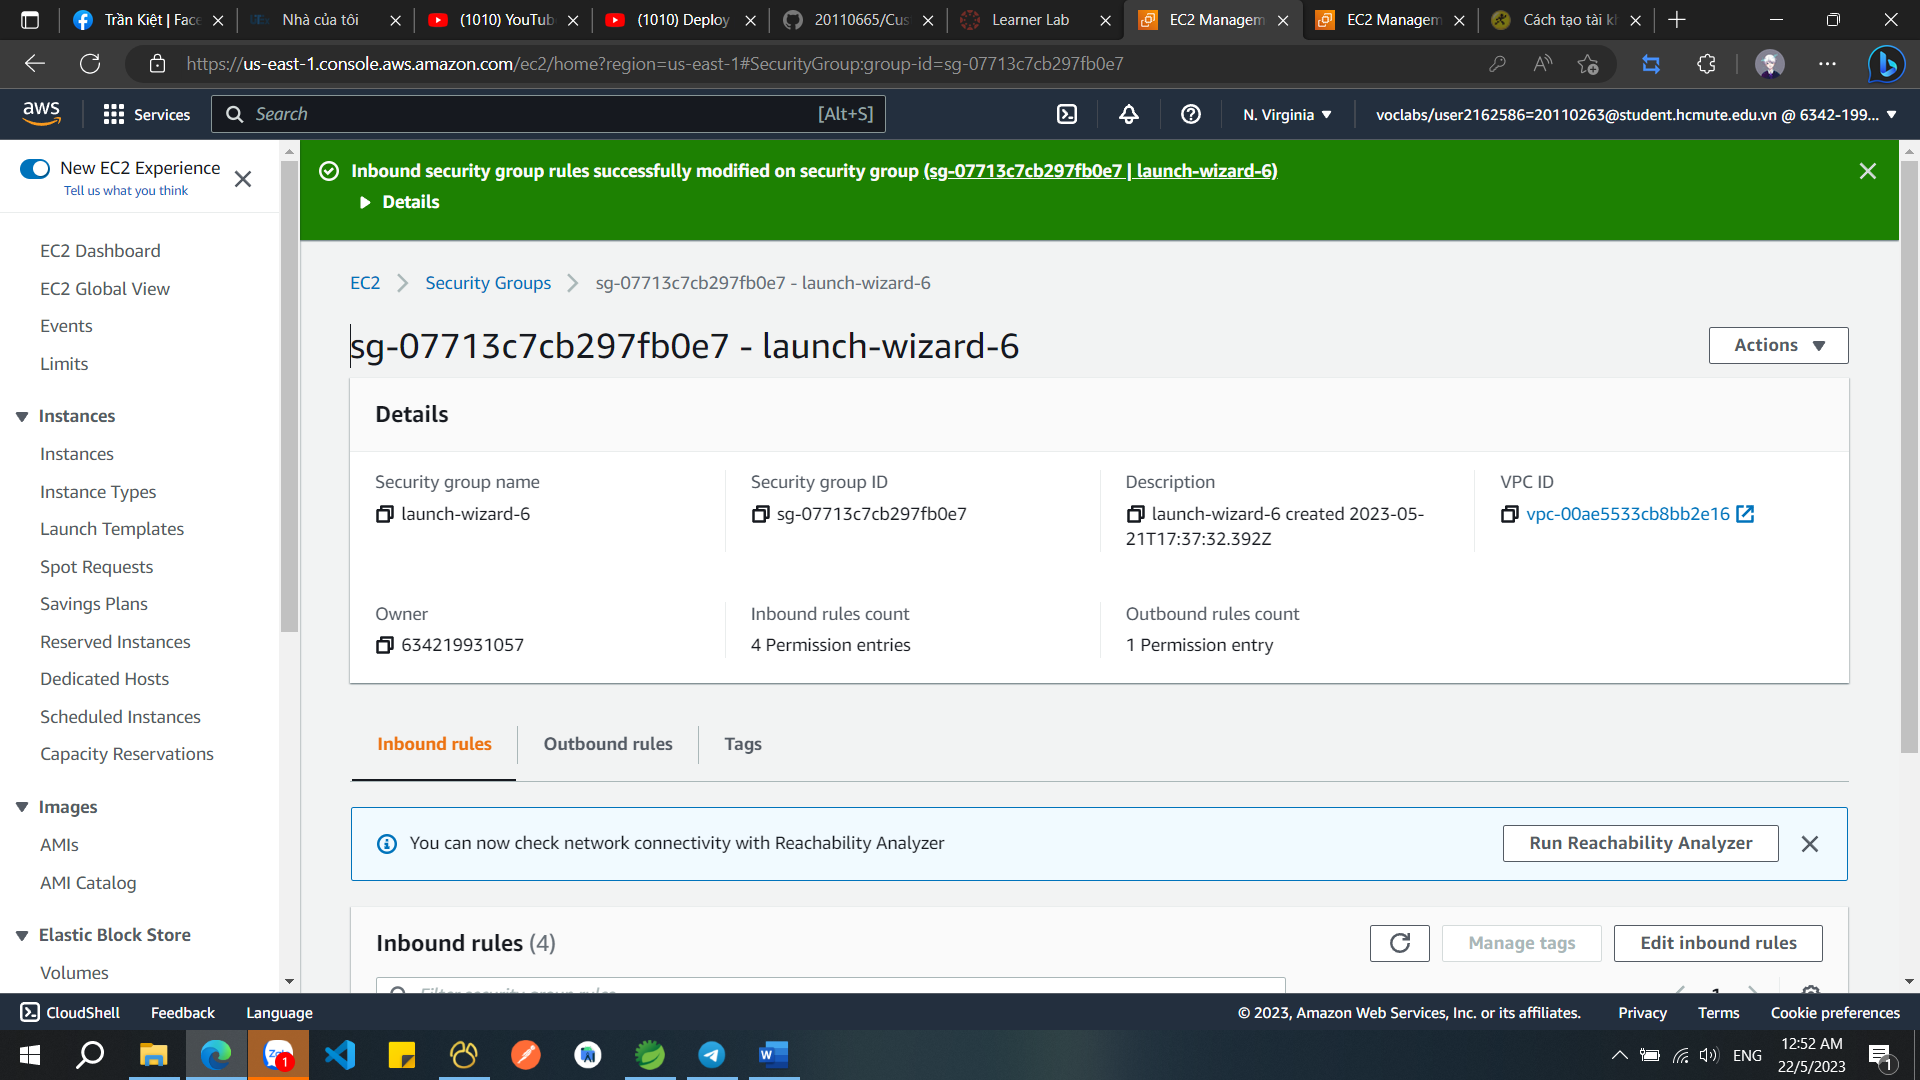 Trần Kiệt | Face
Nhà của tôi
(1010) YouTub
(1010) Deploy
20110665/Cus
Learner Lab
EC2 Managem
EC2 Managem
Cách tạo tài kh
https://us-east-1.console.aws.amazon.com/ec2/home?region=us-east-1#SecurityGroup:group-id=sg-07713c7cb297fb0e7
aws
Services
Search
[Alt+S]
N. Virginia
voclabs/user2162586=20110263@student.hcmute.edu.vn @ 6342-199...
New EC2 Experience
Tell us what you think
EC2 Dashboard
EC2 Global View
Events
Limits
Instances
Instances
Instance Types
Launch Templates
Spot Requests
Savings Plans
Reserved Instances
Dedicated Hosts
Scheduled Instances
Capacity Reservations
Images
AMIs
AMI Catalog
Elastic Block Store
Volumes
Inbound security group rules successfully modified on security group (sg-07713c7cb297fb0e7 | launch-wizard-6)
Details
EC2
Security Groups
sg-07713c7cb297fb0e7 - launch-wizard-6
sg-07713c7cb297fb0e7 - launch-wizard-6
Actions
Details
Security group name
launch-wizard-6
Security group ID
sg-07713c7cb297fb0e7
Description
launch-wizard-6 created 2023-05-
21T17:37:32.392Z
VPC ID
vpc-00ae5533cb8bb2e16
Owner
634219931057
Inbound rules count
4 Permission entries
Outbound rules count
1 Permission entry
Inbound rules
Outbound rules
Tags
You can now check network connectivity with Reachability Analyzer
Run Reachability Analyzer
Inbound rules (4)
Manage tags
Edit inbound rules
Filter security group rules
1
CloudShell
Feedback
Language
© 2023, Amazon Web Services, Inc. or its affiliates.
Privacy
Terms
Cookie preferences
1
ENG
12:52 AM
22/5/2023
1